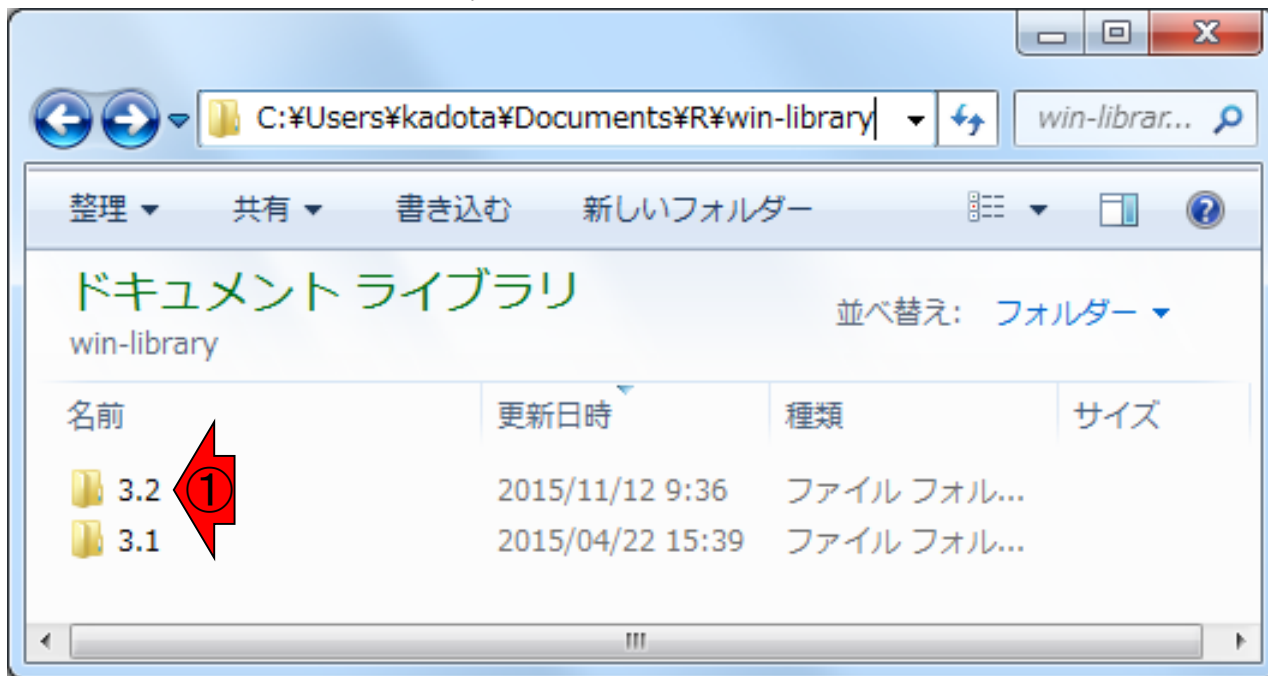 C:¥Users¥kadota¥Documents¥R¥win-library
win-librar...
整理 共有 書き込む 新しいフォルダー
ドキュメント ライブラリ
win-library
並べ替え: フォルダー
名前 更新日時 種類 サイズ
3.2 ① 2015/11/12 9:36 ファイル フォル...
3.1 2015/04/22 15:39 ファイル フォル...